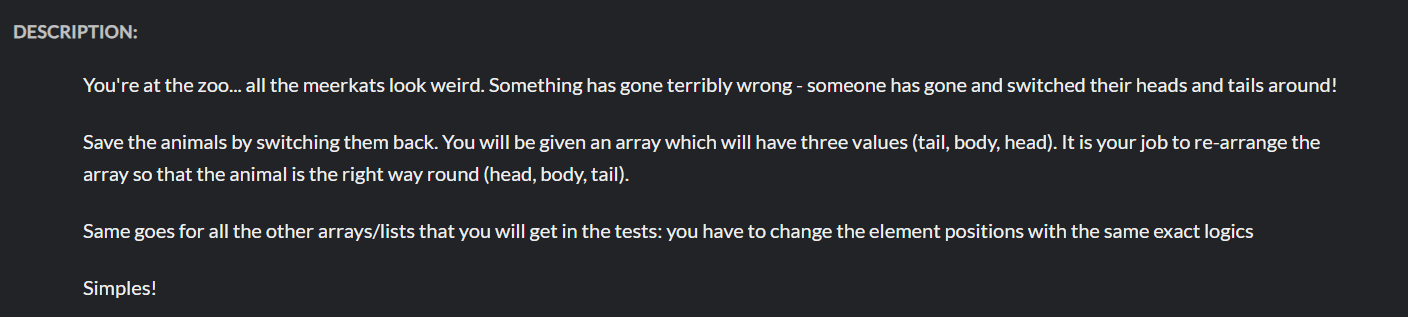 DESCRIPTION:
You're at the zoo... all the meerkats look weird. Something has gone terribly wrong - someone has gone and switched their heads and tails around!
Save the animals by switching them back. You will be given an array which will have three values (tail, body, head). It is your job to re-arrange the
array so that the animal is the right way round (head, body, tail).
Same goes for all the other arrays/lists that you will get in the tests: you have to change the element positions with the same exact logics
Simples!